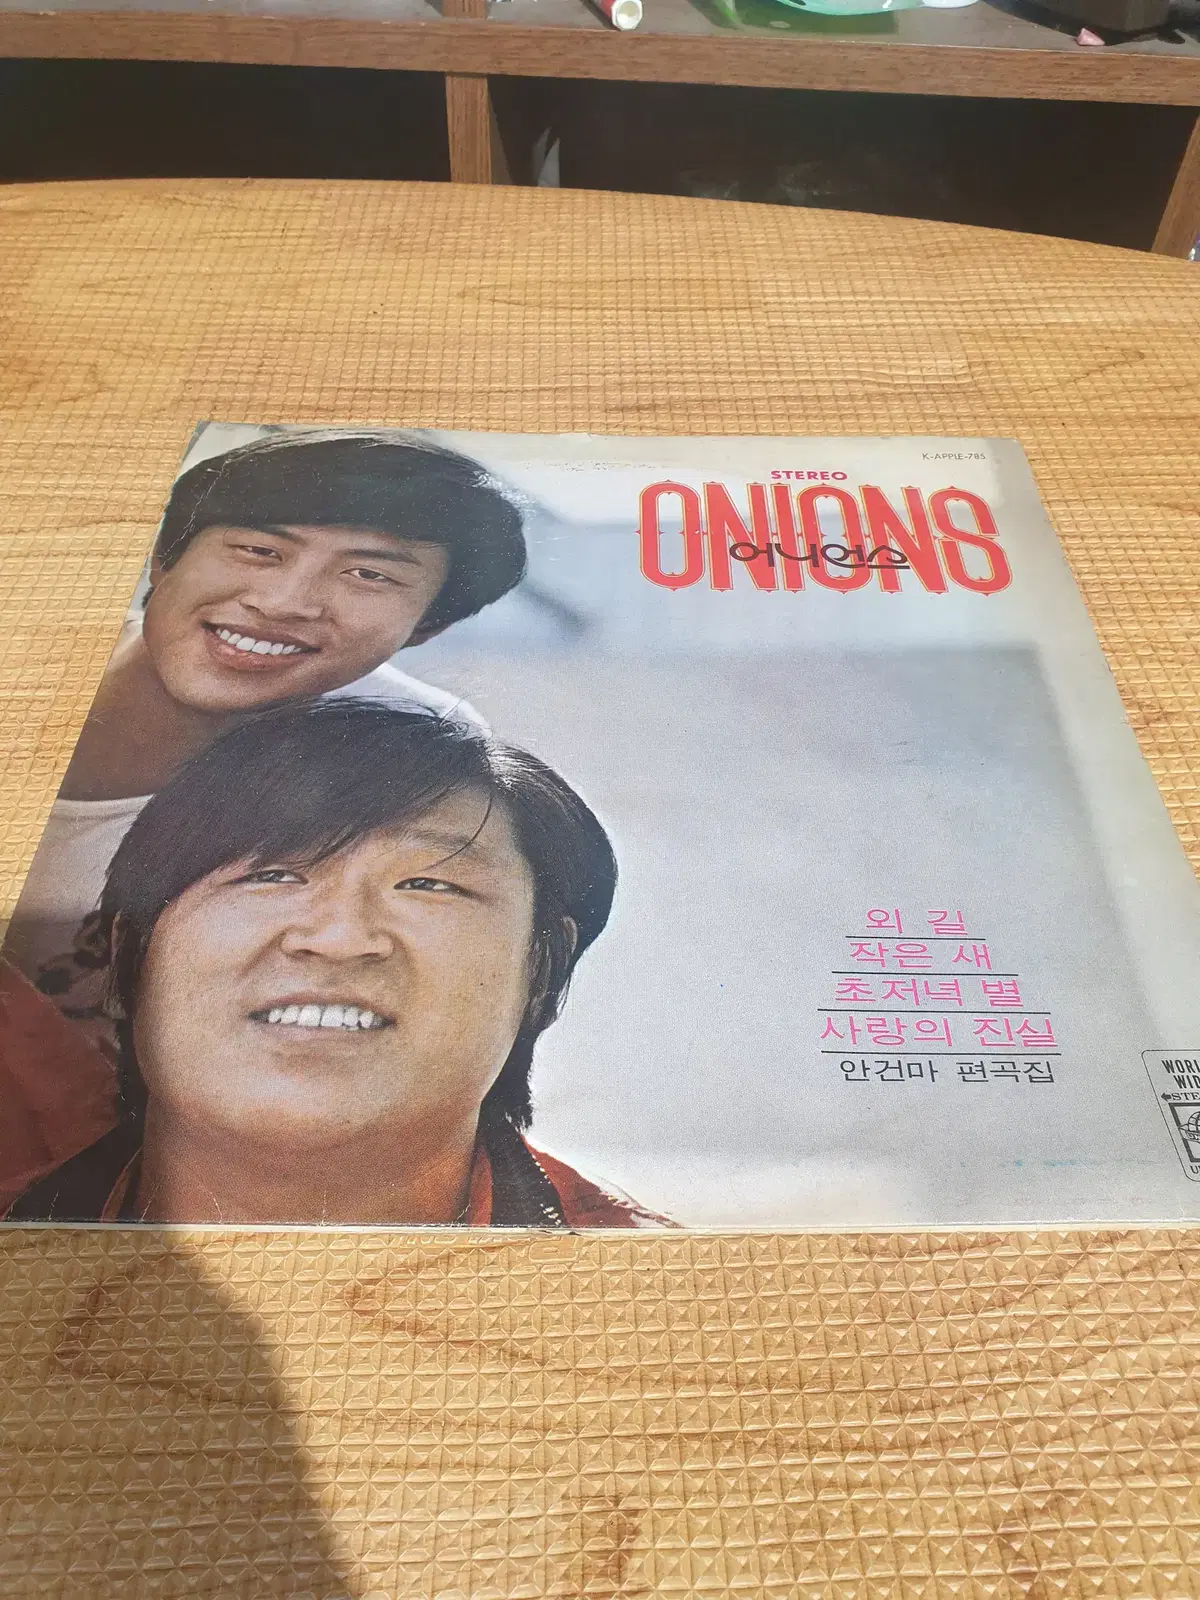 K-APPLE-785
STEREO
ONIONS
어니언스
외 길
작은 새
초저녁 별
사랑의 진실
안건마 편곡집